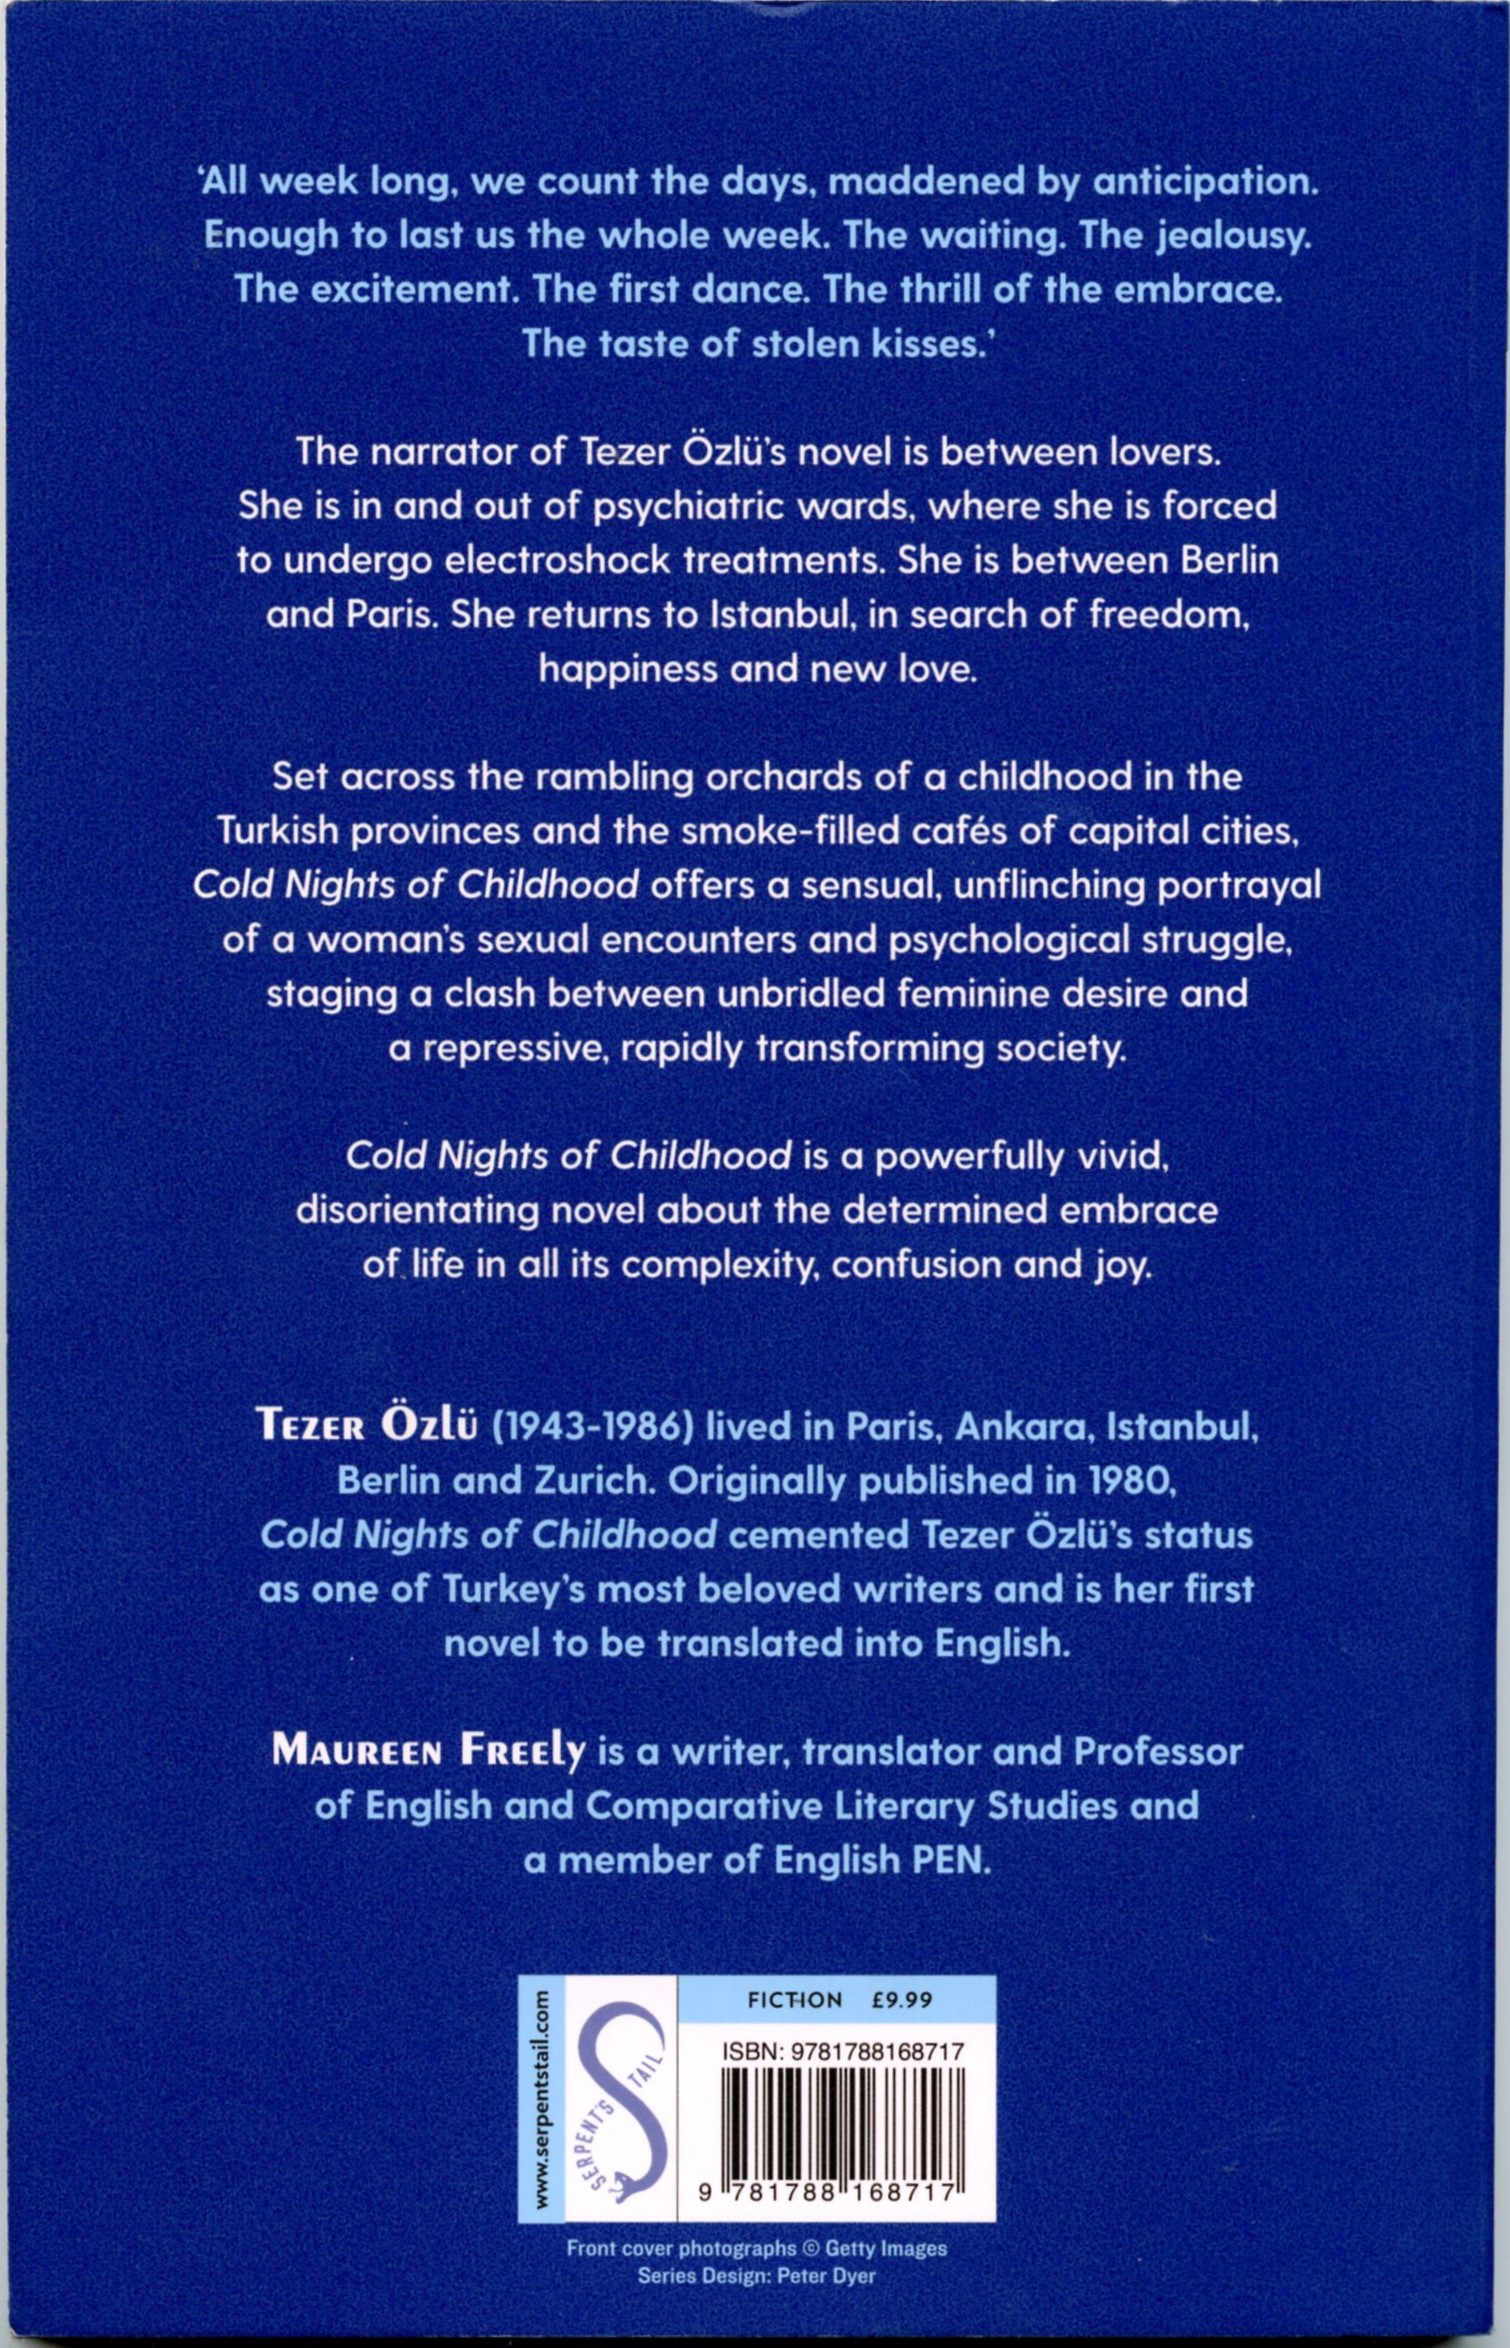 ‘All week long, we count the days, maddened by anticipation.
Enough to last us the whole week. The waiting. The jealousy.
The excitement. The first dance. The thrill of the embrace.
The taste of stolen kisses.’
The narrator of Tezer Özlü’s novel is between lovers.
She is in and out of psychiatric wards, where she is forced
to undergo electroshock treatments. She is between Berlin
and Paris. She returns to Istanbul, in search of freedom,
happiness and new love.
Set across the rambling orchards of a childhood in the
Turkish provinces and the smoke-filled cafés of capital cities,
Cold Nights of Childhood offers a sensual, unflinching portrayal
of a woman’s sexual encounters and psychological struggle,
staging a clash between unbridled feminine desire and
a repressive, rapidly transforming society.
Cold Nights of Childhood is a powerfully vivid,
disorientating novel about the determined embrace
of life in all its complexity, confusion and joy.
TEZER ÖZLÜ (1943-1986) lived in Paris, Ankara, Istanbul,
Berlin and Zurich. Originally published in 1980,
Cold Nights of Childhood cemented Tezer Özlü’s status
as one of Turkey’s most beloved writers and is her first
novel to be translated into English.
MAUREEN FREELY is a writer, translator and Professor
of English and Comparative Literary Studies and
a member of English PEN.
www.serpentstail.com
SERPENT'S TAIL
FICTION £9.99
ISBN: 9781788168717
9 781788 168717
Front cover photographs © Getty Images
Series Design: Peter Dyer